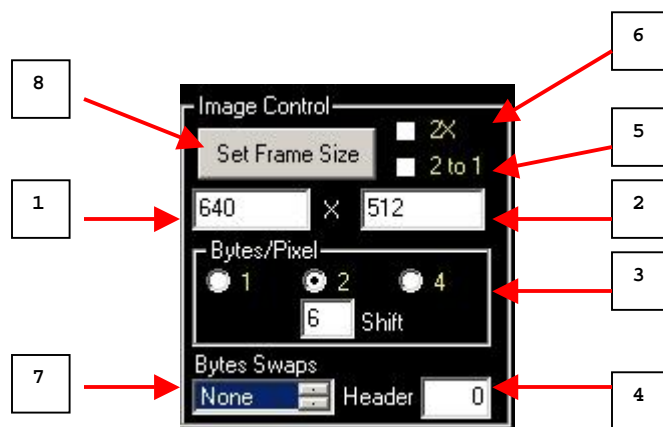 6
8
Image Control
2X
Set Frame Size
2 to 1
5
1
640 X 512
2
Bytes/Pixel
1 2 4
3
6 Shift
Bytes Swaps
7
None Header 0
4